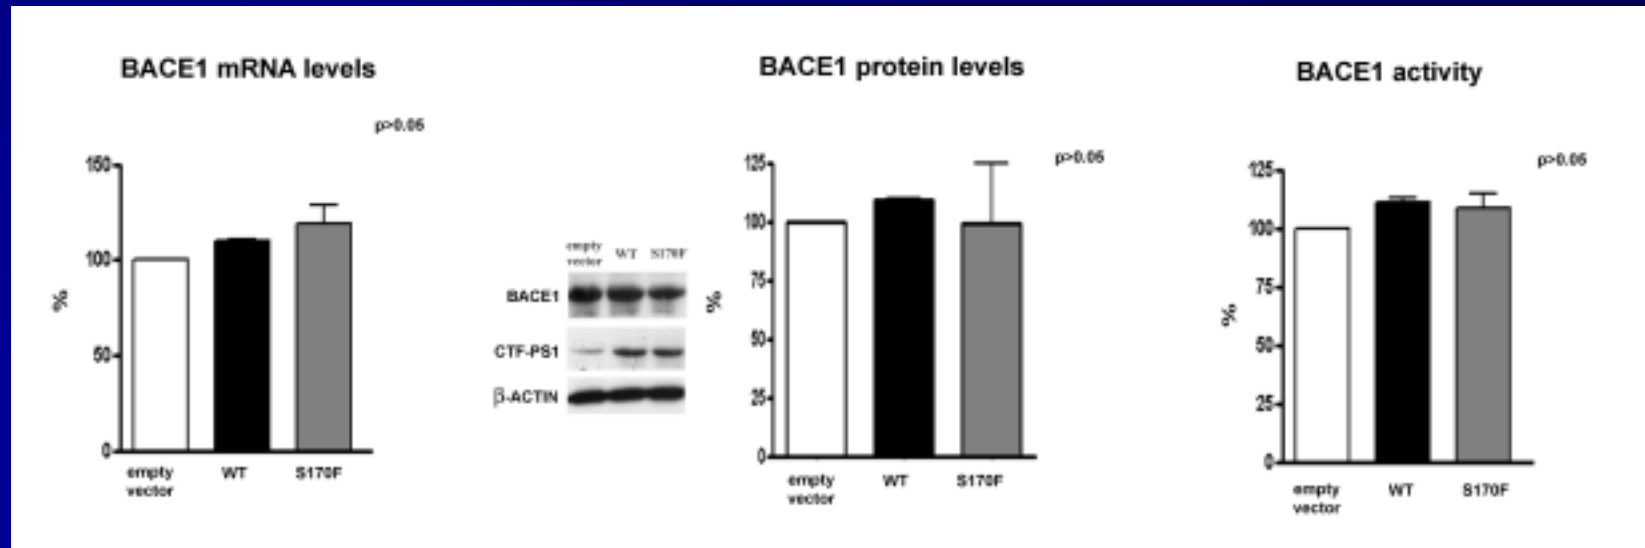 BACE1 mRNA levels
p>0.05
150
100
50
0
%
empty
vector
WT
S170F
empty
vector
WT
S170F
BACE1
CTF-PS1
β-ACTIN
BACE1 protein levels
p>0.05
125
100
75
50
25
0
%
empty
vector
WT
S170F
BACE1 activity
p>0.05
125
100
75
50
25
0
%
empty
vector
WT
S170F